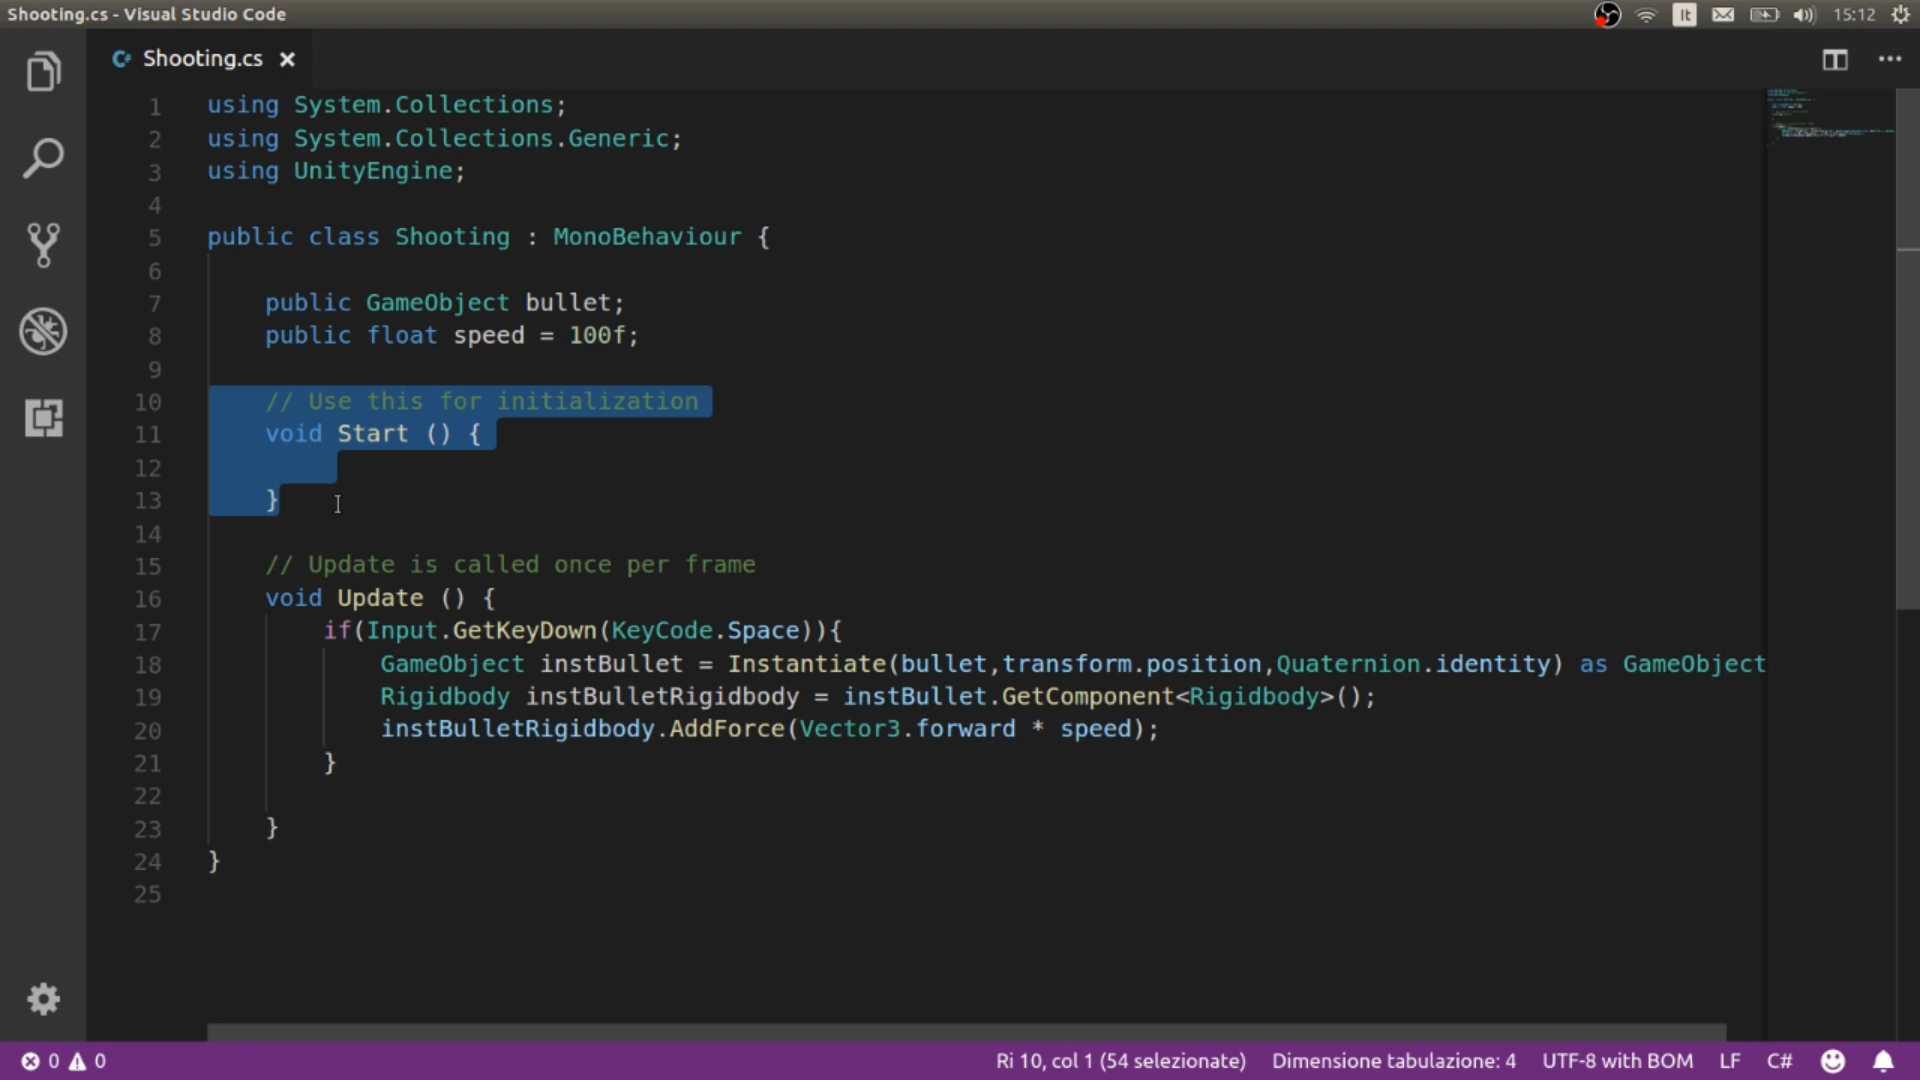 Shooting.cs - Visual Studio Code
It
15:12
Shooting.cs
1 using System.Collections;
2 using System.Collections.Generic;
3 using UnityEngine;
4
5 public class Shooting : MonoBehaviour {
6
7 public GameObject bullet;
8 public float speed = 100f;
9
10 // Use this for initialization
11 void Start () {
12
13 }
14
15 // Update is called once per frame
16 void Update () {
17 if(Input.GetKeyDown(KeyCode.Space)){
18 GameObject instBullet = Instantiate(bullet,transform.position,Quaternion.identity) as GameObject
19 Rigidbody instBulletRigidbody = instBullet.GetComponent<Rigidbody>();
20 instBulletRigidbody.AddForce(Vector3.forward * speed);
21 }
22
23 }
24 }
25
0 0 Ri 10, col 1 (54 selezionate) Dimensione tabulazione: 4 UTF-8 with BOM LF C#